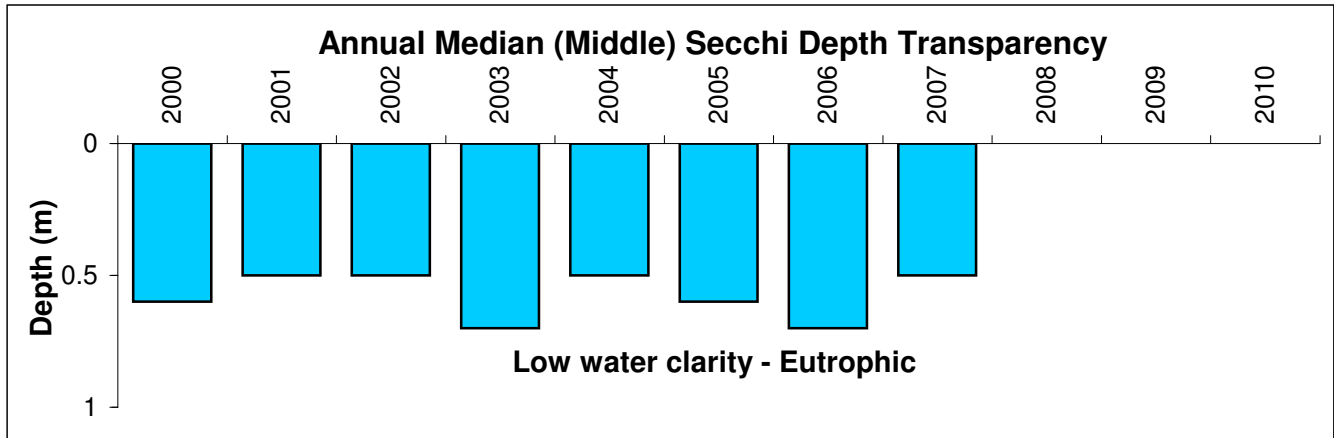 Annual Median (Middle) Secchi Depth Transparency
2000 2001 2002 2003 2004 2005 2006 2007 2008 2009 2010
0
0.5
1
Depth (m)
Low water clarity - Eutrophic